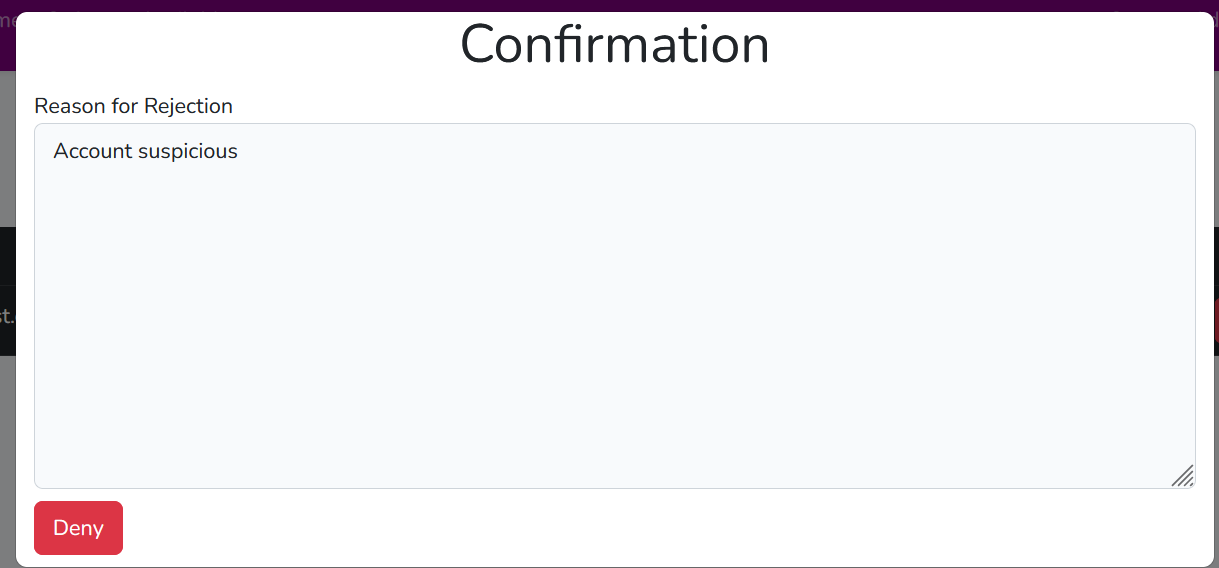 Confirmation
Reason for Rejection
Account suspicious
Deny